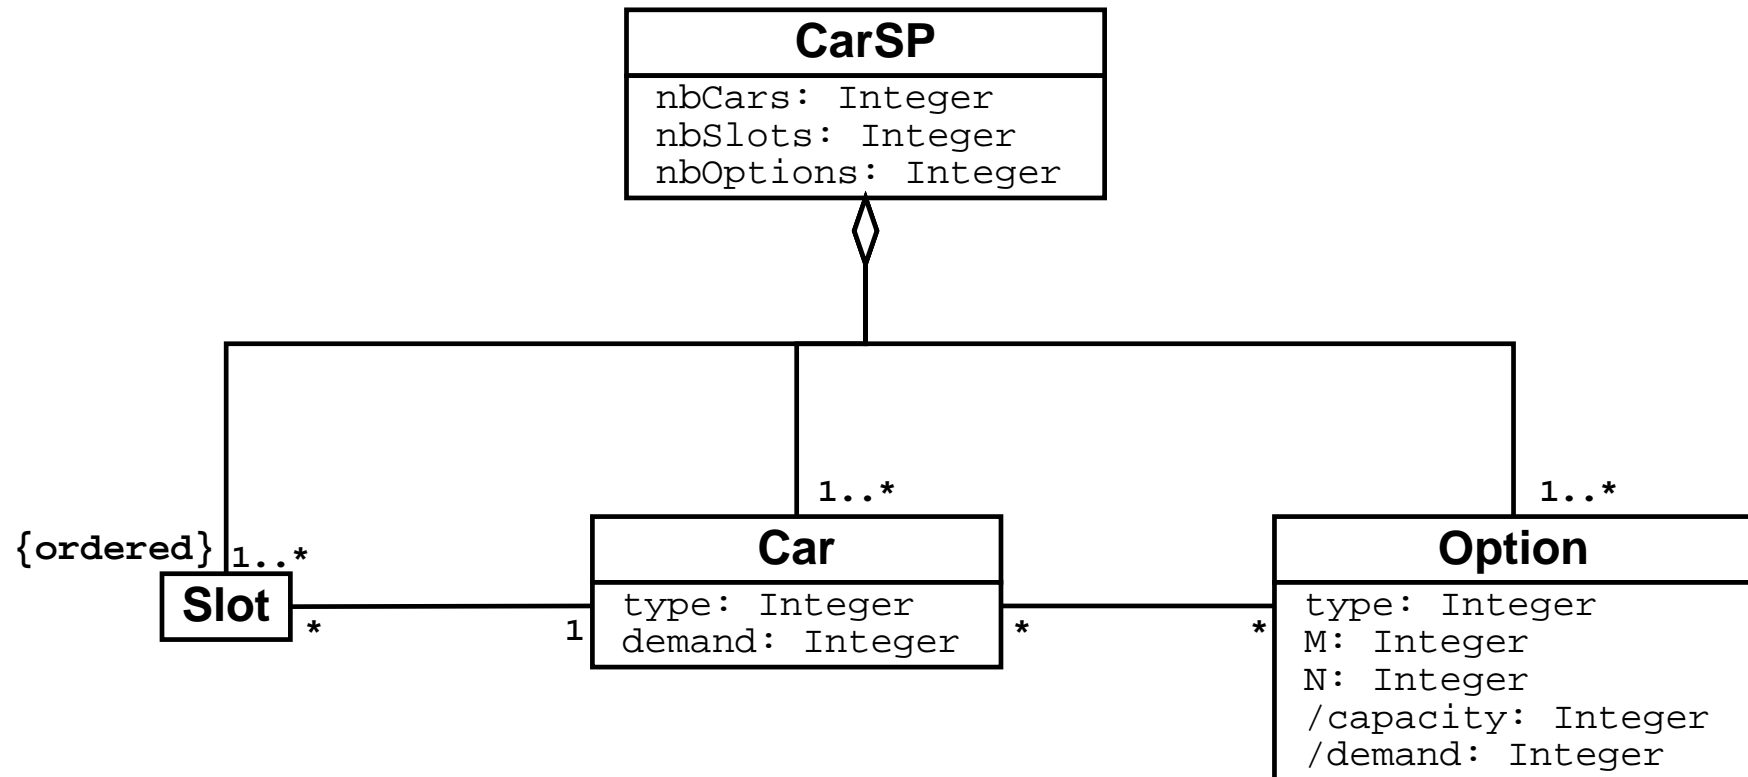 CarSP
nbCars: Integer
nbSlots: Integer
nbOptions: Integer
1..*
1..*
{ordered}
1..*
Slot
*
1
Car
type: Integer
demand: Integer
*
*
Option
type: Integer
M: Integer
N: Integer
/capacity: Integer
/demand: Integer